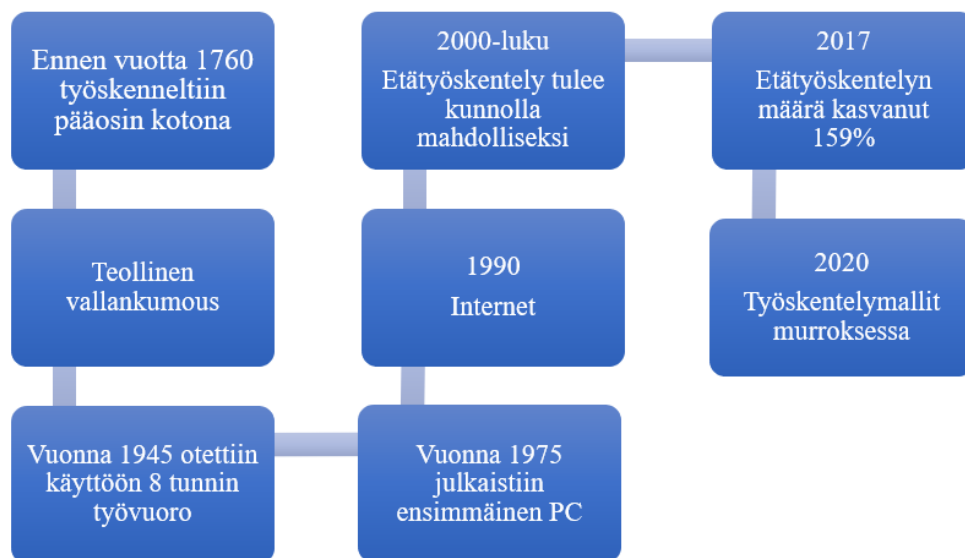 Ennen vuotta 1760
työskenneltiin
pääosin kotona
Teollinen
vallankumous
Vuonna 1945 otettiin
käyttöön 8 tunnin
työvuoro
Vuonna 1975
julkaistiin
ensimmäinen PC
1990
Internet
2000-luku
Etätyöskentely tulee
kunnolla
mahdolliseksi
2017
Etätyöskentelyn
määrä kasvanut
159%
2020
Työskentelymallit
murroksessa